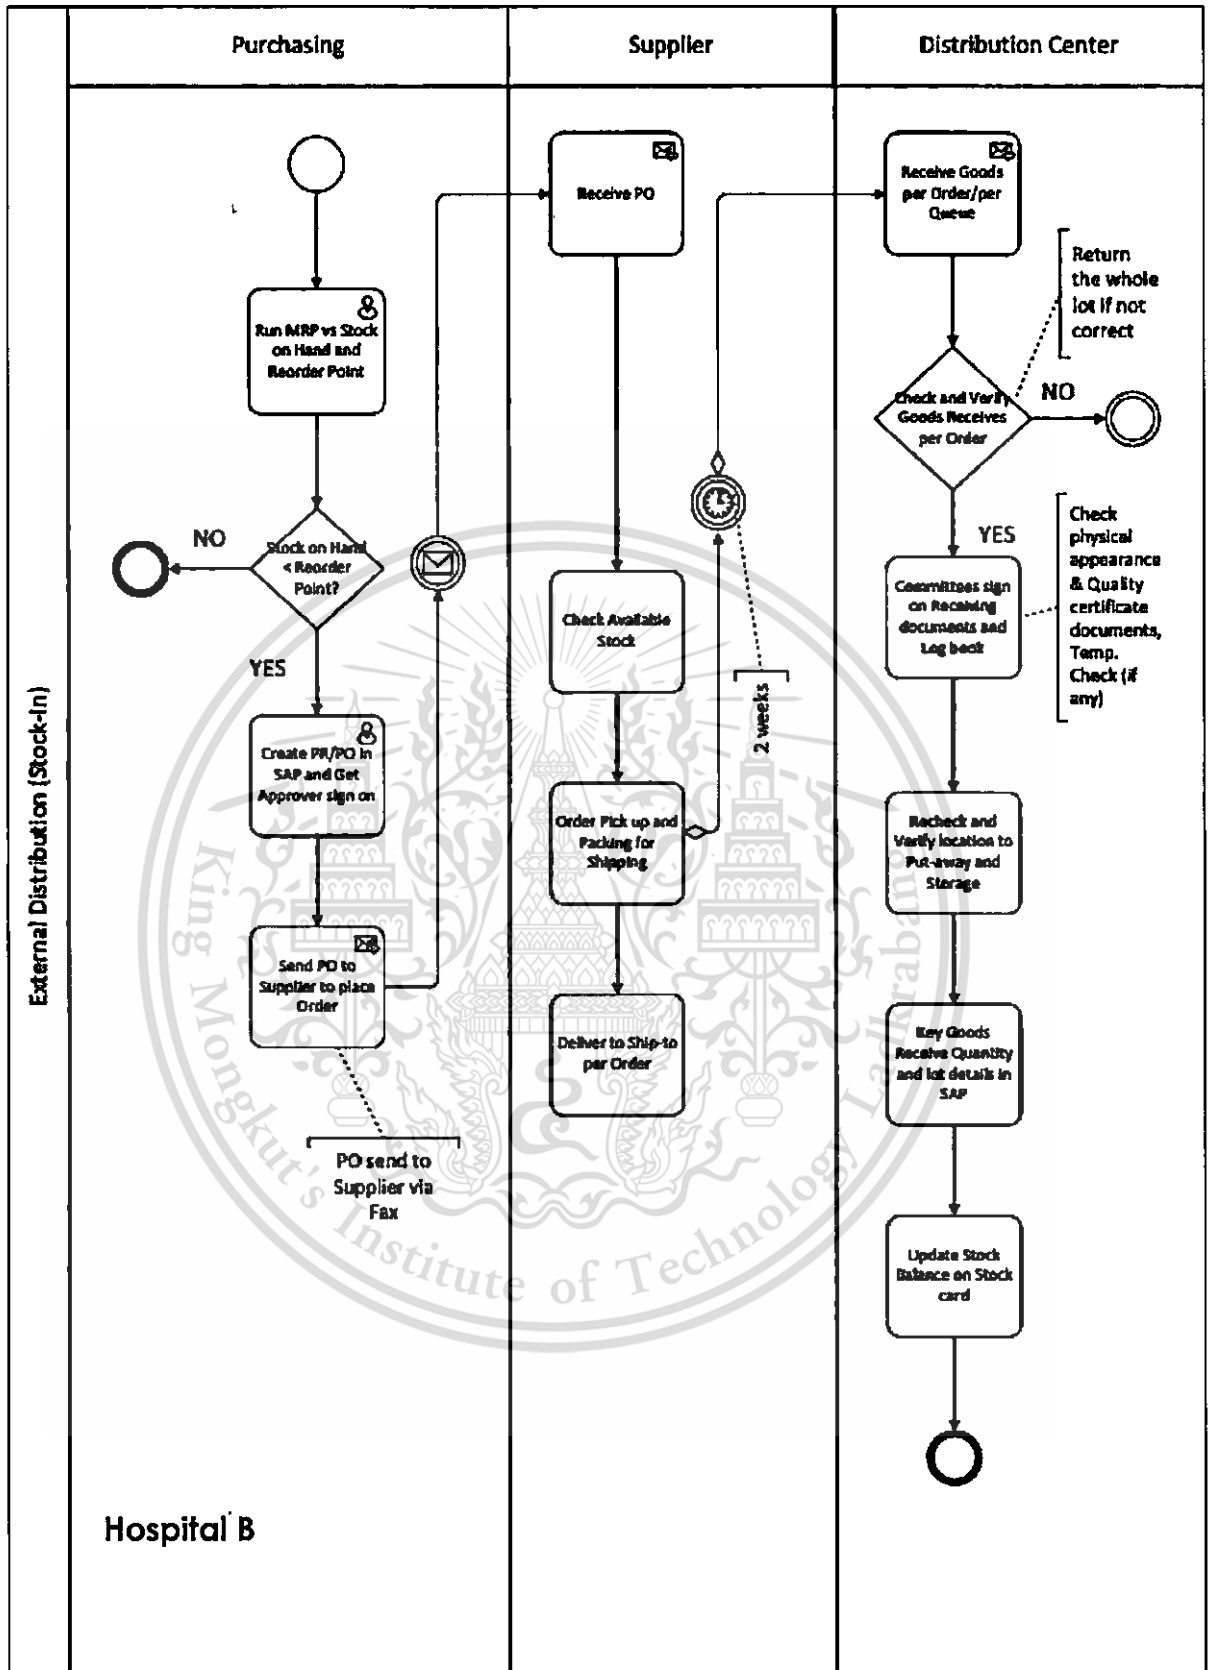 Purchasing
Supplier
Distribution Center
External Distribution (Stock-In)
Run MRP vs Stock
on Hand and
Reorder Point
Stock on Hand
< Reorder
Point?
NO
YES
Create PR/PO in
SAP and Get
Approver sign on
Send PO to
Supplier to place
Order
PO send to
Supplier via
Fax
Receive PO
Check Available
Stock
Order Pick up and
Packing for
Shipping
2 weeks
Deliver to Ship-to
per Order
Receive Goods
per Order/per
Queue
Return
the whole
lot if not
correct
Check and Verify
Goods Receives
per Order
NO
YES
Check
physical
appearance
& Quality
certificate
documents,
Temp.
Check (if
any)
Committees sign
on Receiving
documents and
Log book
Recheck and
Verify location to
Put-away and
Storage
Key Goods
Receive Quantity
and lot details in
SAP
Update Stock
Balance on Stock
card
Hospital B
King Mongkut's Institute of Technology Ladkrabang